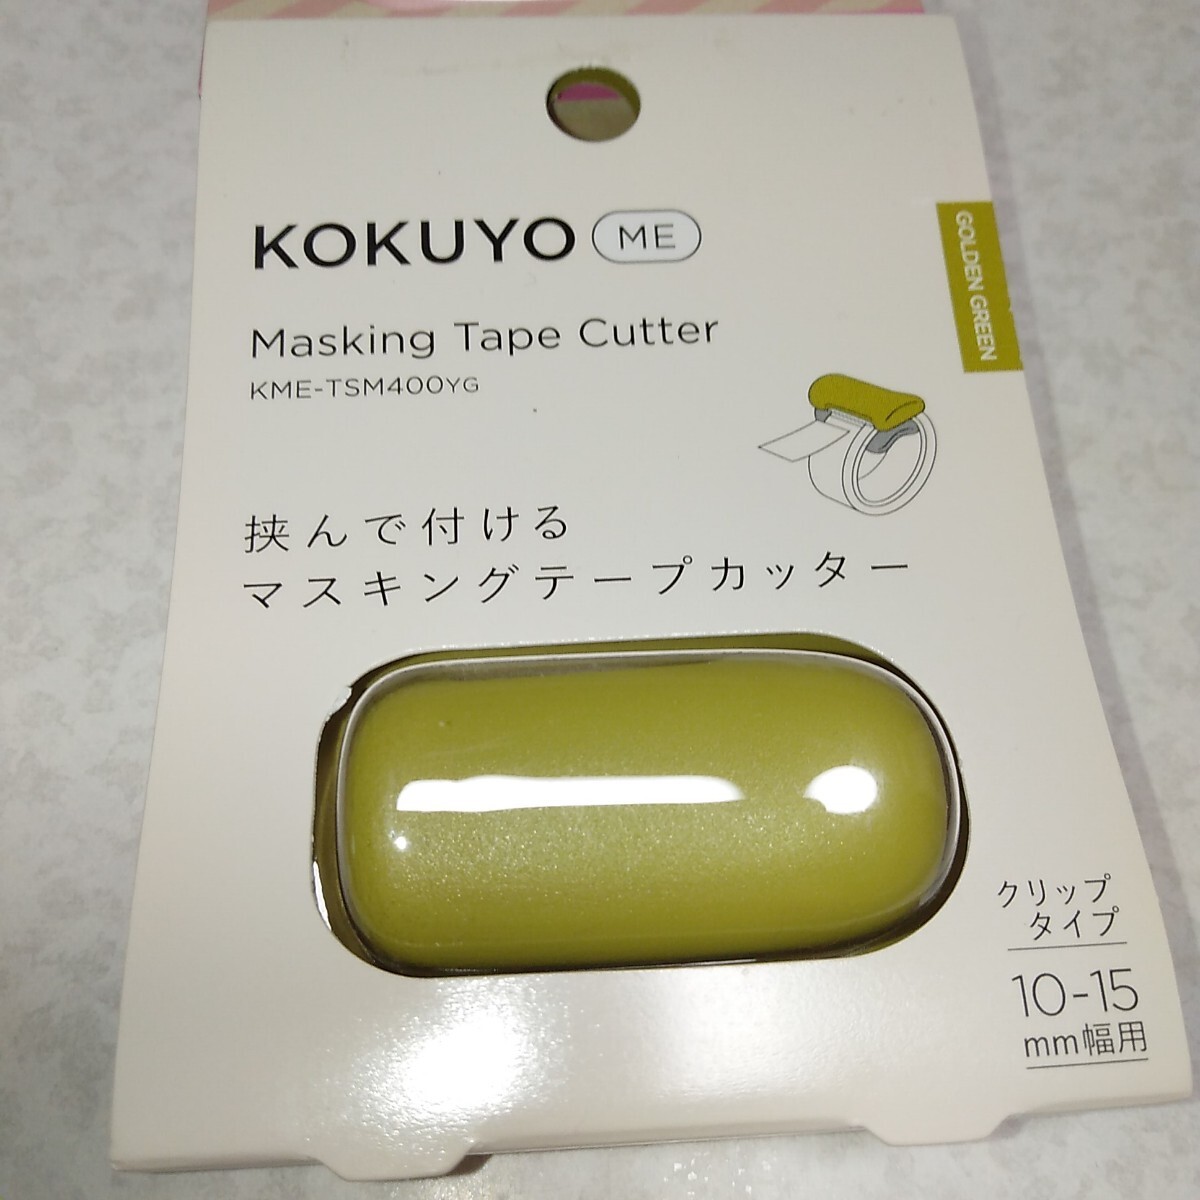 KOKUYO ME
GOLDEN GREEN
Masking Tape Cutter
KME-TSM400YG
挟んで付ける
マスキングテープカッター
クリップ
タイプ
10-15
mm幅用